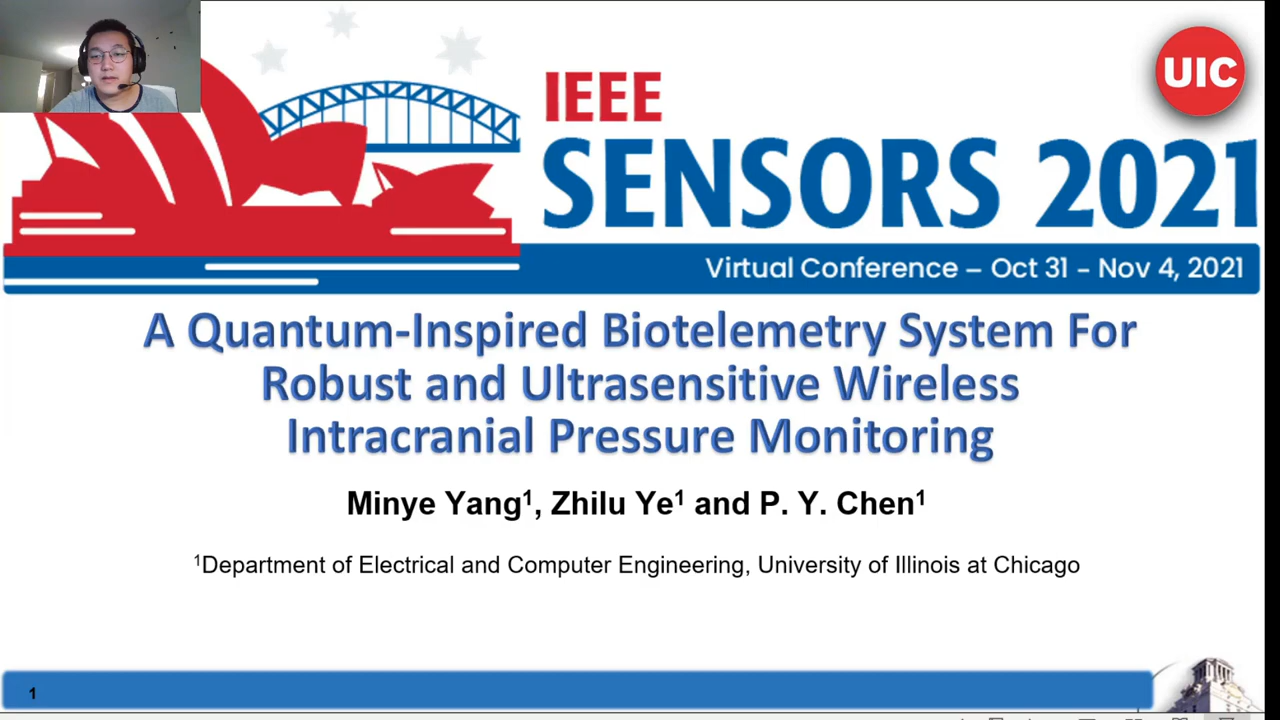 IEEE
UIC
SENSORS 2021
Virtual Conference – Oct 31 – Nov 4, 2021
A Quantum-Inspired Biotelemetry System For
Robust and Ultrasensitive Wireless
Intracranial Pressure Monitoring
Minye Yang¹, Zhilu Ye¹ and P. Y. Chen¹
¹Department of Electrical and Computer Engineering, University of Illinois at Chicago
1